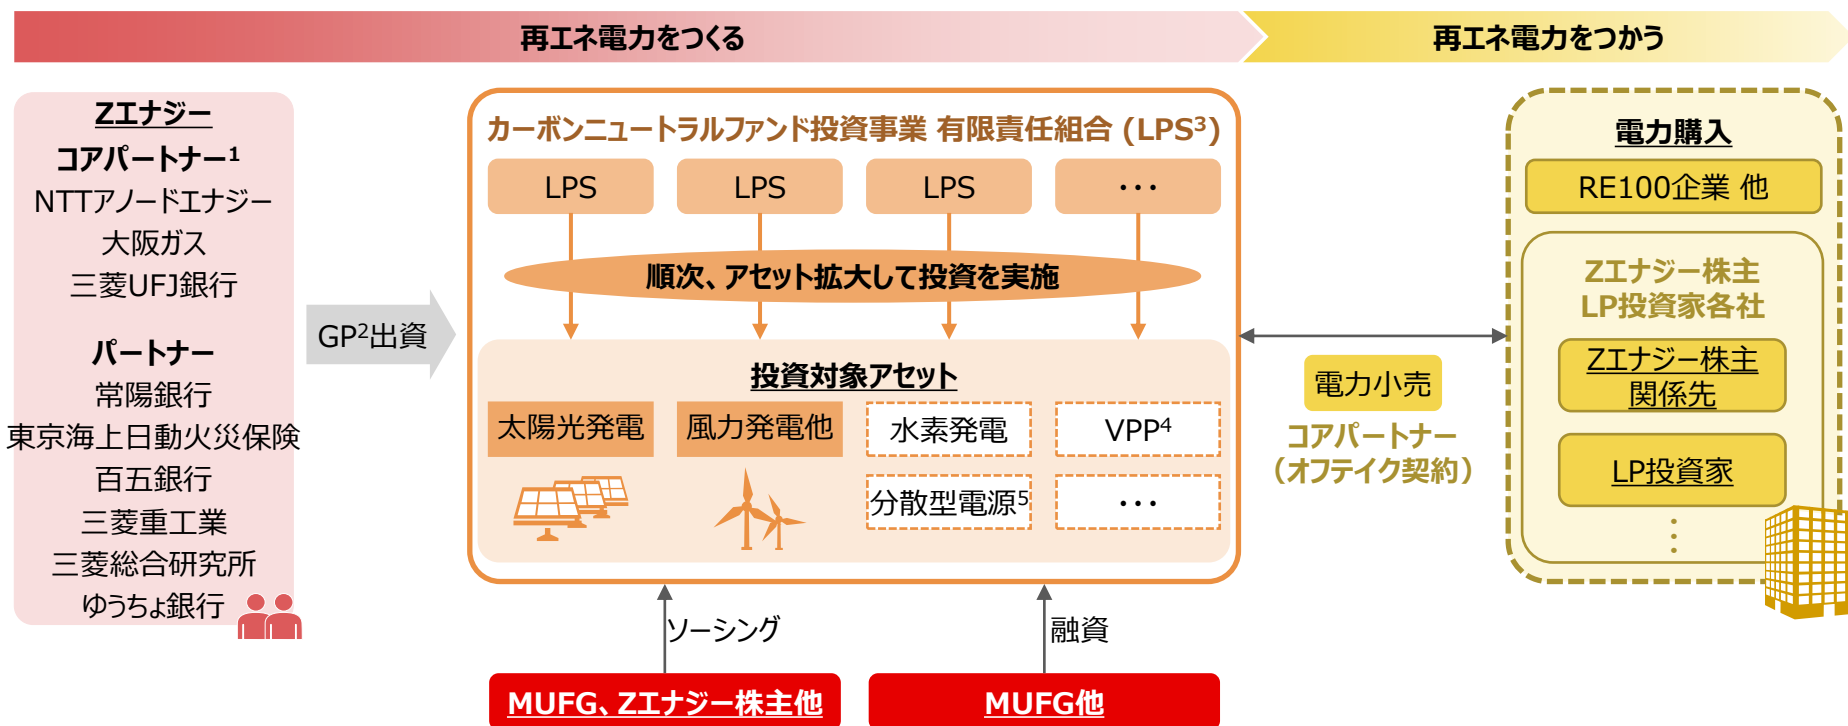 再エネ電力をつくる
再エネ電力をつかう
Zエナジー
コアパートナー1
NTTアノードエナジー
大阪ガス
三菱UFJ銀行
パートナー
常陽銀行
東京海上日動火災保険
百五銀行
三菱重工業
三菱総合研究所
ゆうちょ銀行
GP2出資
カーボンニュートラルファンド投資事業 有限責任組合 (LPS3)
LPS
LPS
LPS
・・・
順次、アセット拡大して投資を実施
投資対象アセット
太陽光発電
風力発電他
水素発電
VPP4
分散型電源5
・・・
ソーシング
融資
MUFG、Zエナジー株主他
MUFG他
電力小売
コアパートナー
（オフテイク契約）
電力購入
RE100企業 他
Zエナジー株主
LP投資家各社
Zエナジー株主
関係先
LP投資家
・・・